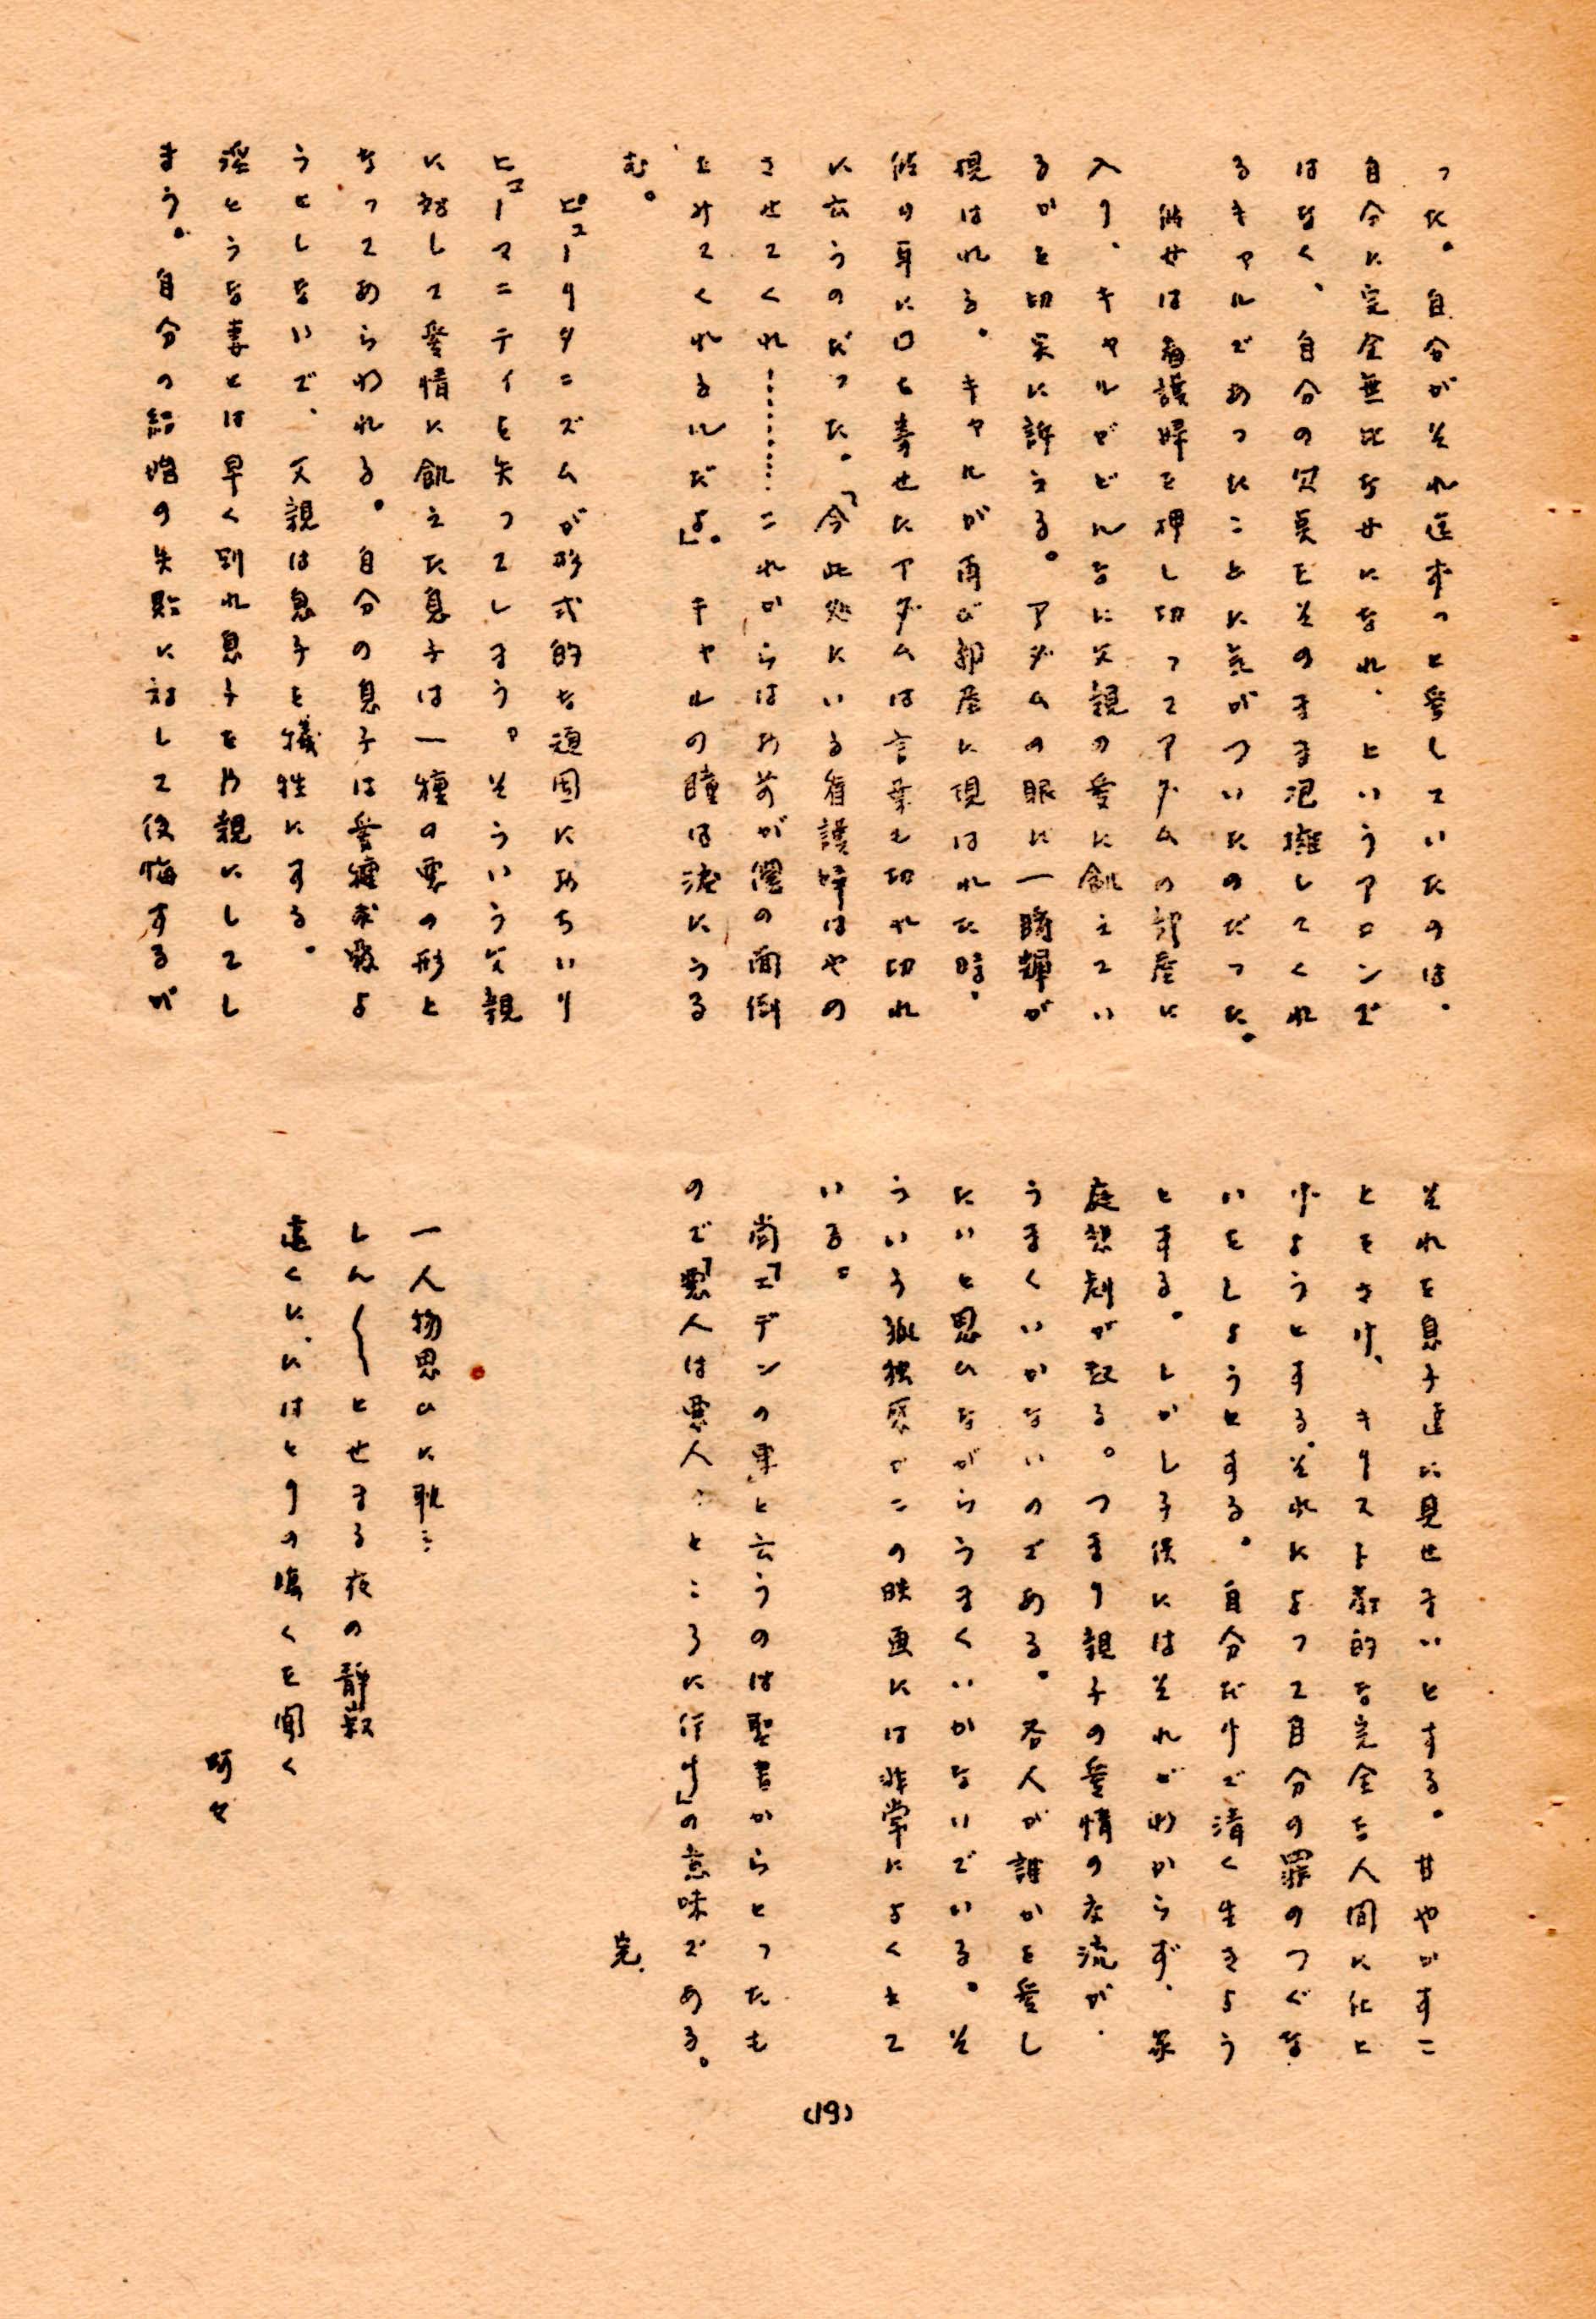 った。自分がそれ迄ずっと愛していたのは、
自分に完全無比なせになれ、というアロンで
はなく、自分の欠点をそのまま抱擁してくれ
るキャルであったことに気がついたのだった。
彼女は看護婦を押し切ってアダムの部屋に
入り、キャルがどんなに父親の愛に飢えてい
るかを切実に訴える。アダムの眼に一瞬輝が
現はれる。キャルが再び部屋に現はれた時、
彼の耳に口を寄せたアダムは言葉も切れ切れ
に云うのだった。「今此処にいる看護婦はやめ
させてくれ………これからはお前が僕の面倒
をみてくれるんだよ」。キャルの瞳は涙にうる
む。
ピューリタニズムが形式的な頑固におちいり
ヒューマニティを失ってしまう。そういう父親
に対して愛情に飢えた息子は一種の悪の形と
なってあらわれる。自分の息子は愛情を求めよ
うとしないで、父親は息子を犠牲にする。
淫とうな妻とは早く別れ息子を片親にしてし
まう。自分の結婚の失敗に対して後悔するが
それを息子達に見せまいとする。甘やかすこ
とをさけ、キリスト教的な完全な人間に仕上
げようとする。それによって自分の罪のつぐな
いをしようとする。自分だけで清く生きよう
とする。しかし子供にはそれがわからず、家
庭悲劇が起る。つまり親子の愛情の交流が、
うまくいかないのである。各人が誰かを愛し
たいと思ひながらうまくいかないでいる。そ
ういう孤独感がこの映画には非常によくでて
いる。
尚「エデンの東」と云うのは聖書からとったも
ので「悪人は悪人のところに行す」の意味である。
完.
一人物思ひに耽ミ
しん〱とせまる夜の静寂
遠くに、にはとりの鳴くを聞く
阿女
(19)